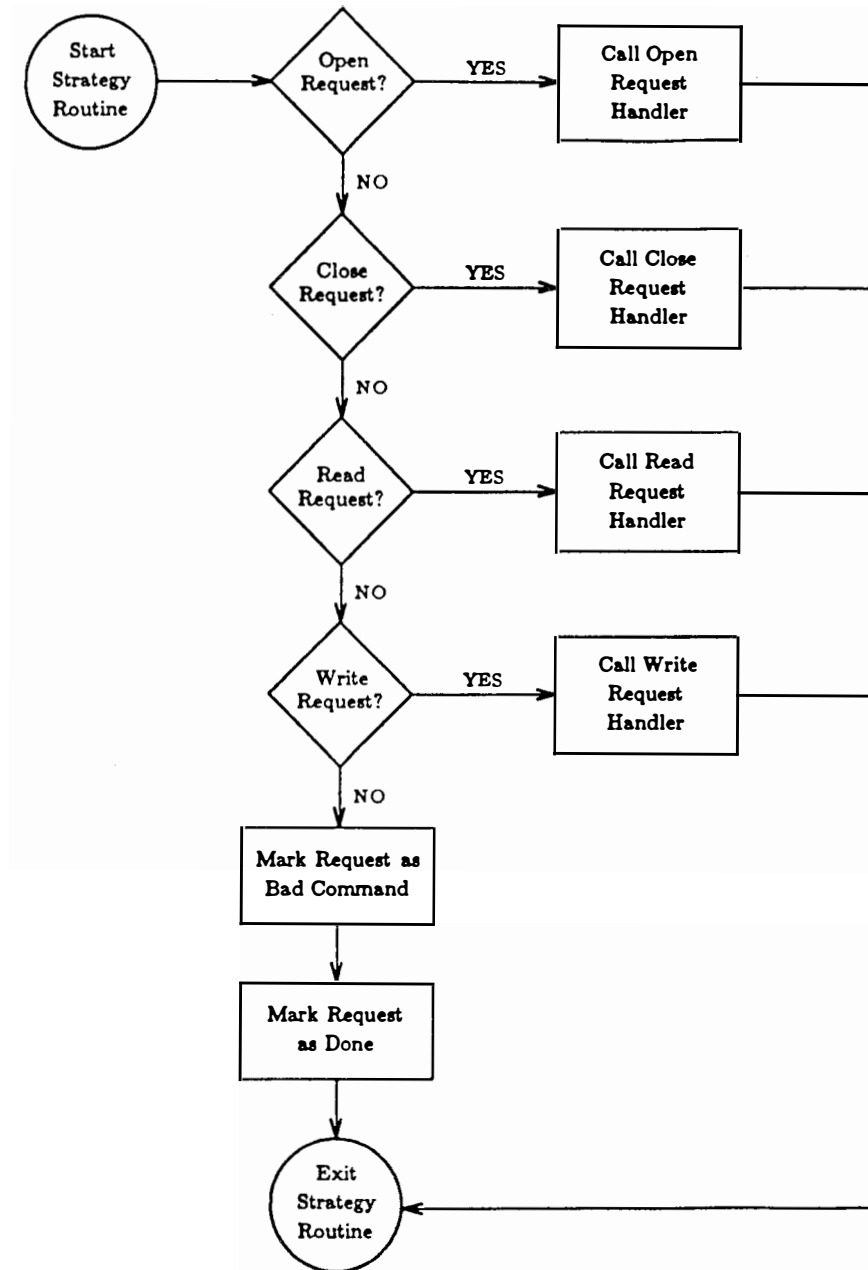 Start
Strategy
Routine
Open
Request?
YES
Call Open
Request
Handler
NO
Close
Request?
YES
Call Close
Request
Handler
NO
Read
Request?
YES
Call Read
Request
Handler
NO
Write
Request?
YES
Call Write
Request
Handler
NO
Mark Request as
Bad Command
Mark Request
as Done
Exit
Strategy
Routine